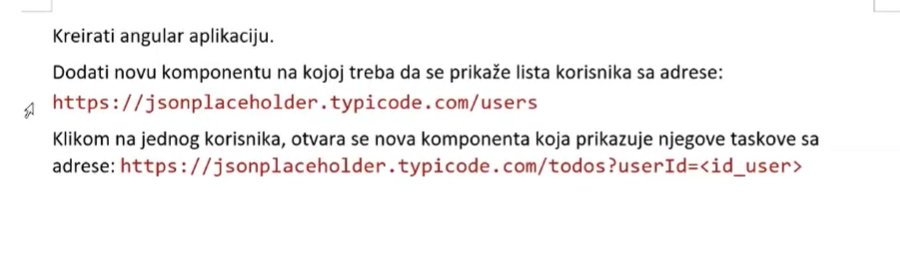 Kreirati angular aplikaciju.
Dodati novu komponentu na kojoj treba da se prikaže lista korisnika sa adrese:
https://jsonplaceholder.typicode.com/users
Klikom na jednog korisnika, otvara se nova komponenta koja prikazuje njegove taskove sa
adrese: https://jsonplaceholder.typicode.com/todos?userId=<id_user>